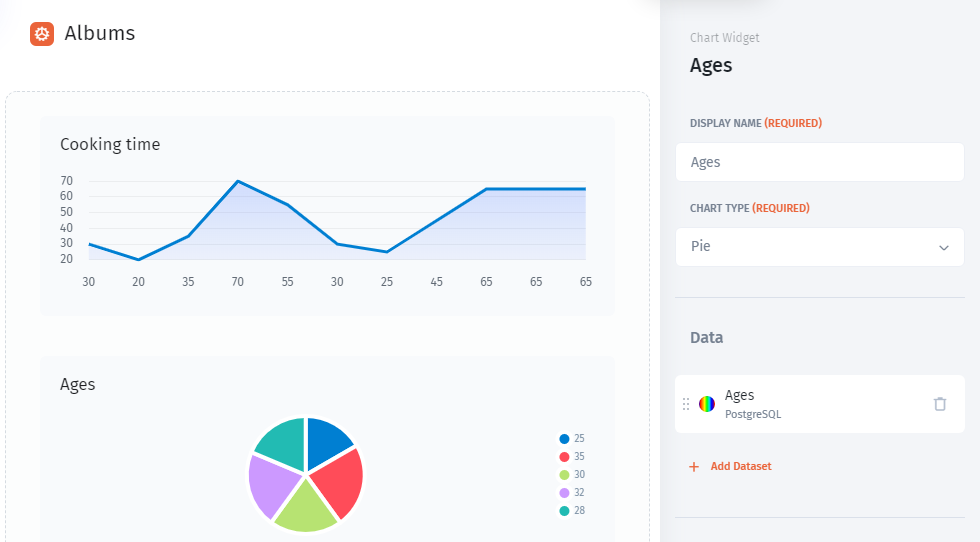 Albums
Cooking time
70
60
50
40
30
20
30 20 35 70 55 30 25 45 65 65 65
Ages
25
35
30
32
28
Chart Widget
Ages
DISPLAY NAME (REQUIRED)
Ages
CHART TYPE (REQUIRED)
Pie
Data
Ages
PostgreSQL
+ Add Dataset